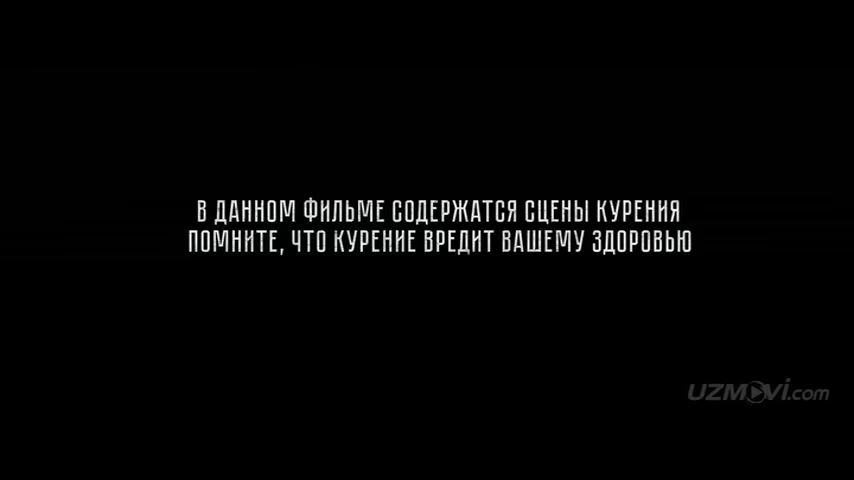 В ДАННОМ ФИЛЬМЕ СОДЕРЖАТСЯ СЦЕНЫ КУРЕНИЯ
ПОМНИТЕ, ЧТО КУРЕНИЕ ВРЕДИТ ВАШЕМУ ЗДОРОВЬЮ
UZMOVi.com